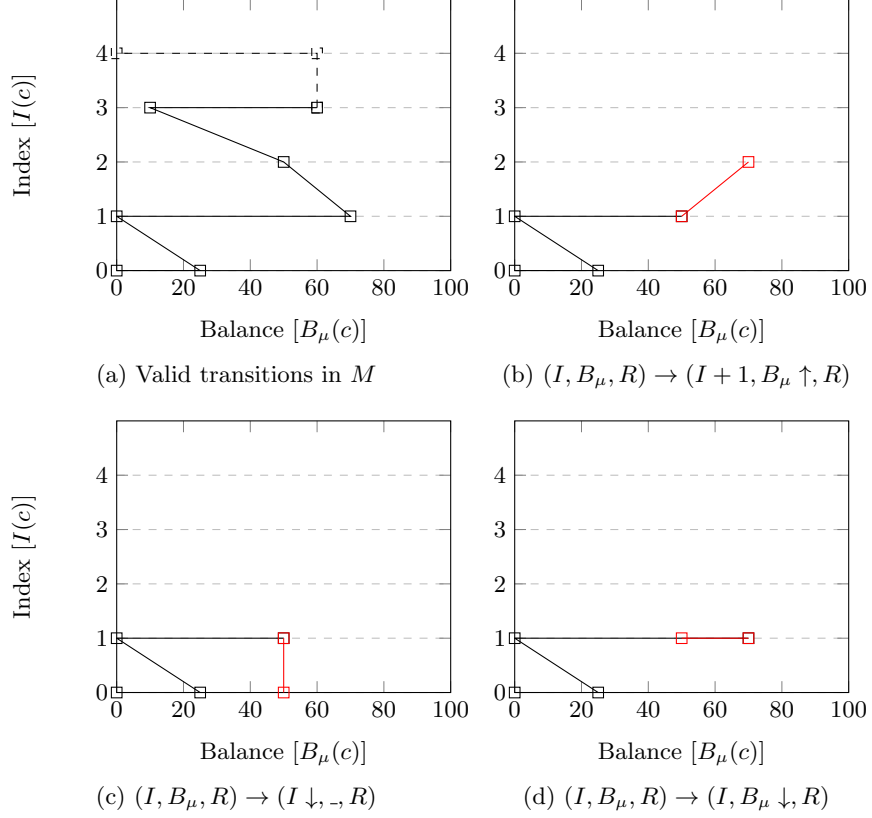 4
3
2
1
0
0 20 40 60 80 100
Index [I(c)]
Balance [B_μ(c)]
(a) Valid transitions in M
4
3
2
1
0
0 20 40 60 80 100
Balance [B_μ(c)]
(b) (I, B_μ, R) → (I + 1, B_μ ↑, R)
4
3
2
1
0
0 20 40 60 80 100
Index [I(c)]
Balance [B_μ(c)]
(c) (I, B_μ, R) → (I ↓, _, R)
4
3
2
1
0
0 20 40 60 80 100
Balance [B_μ(c)]
(d) (I, B_μ, R) → (I, B_μ ↓, R)